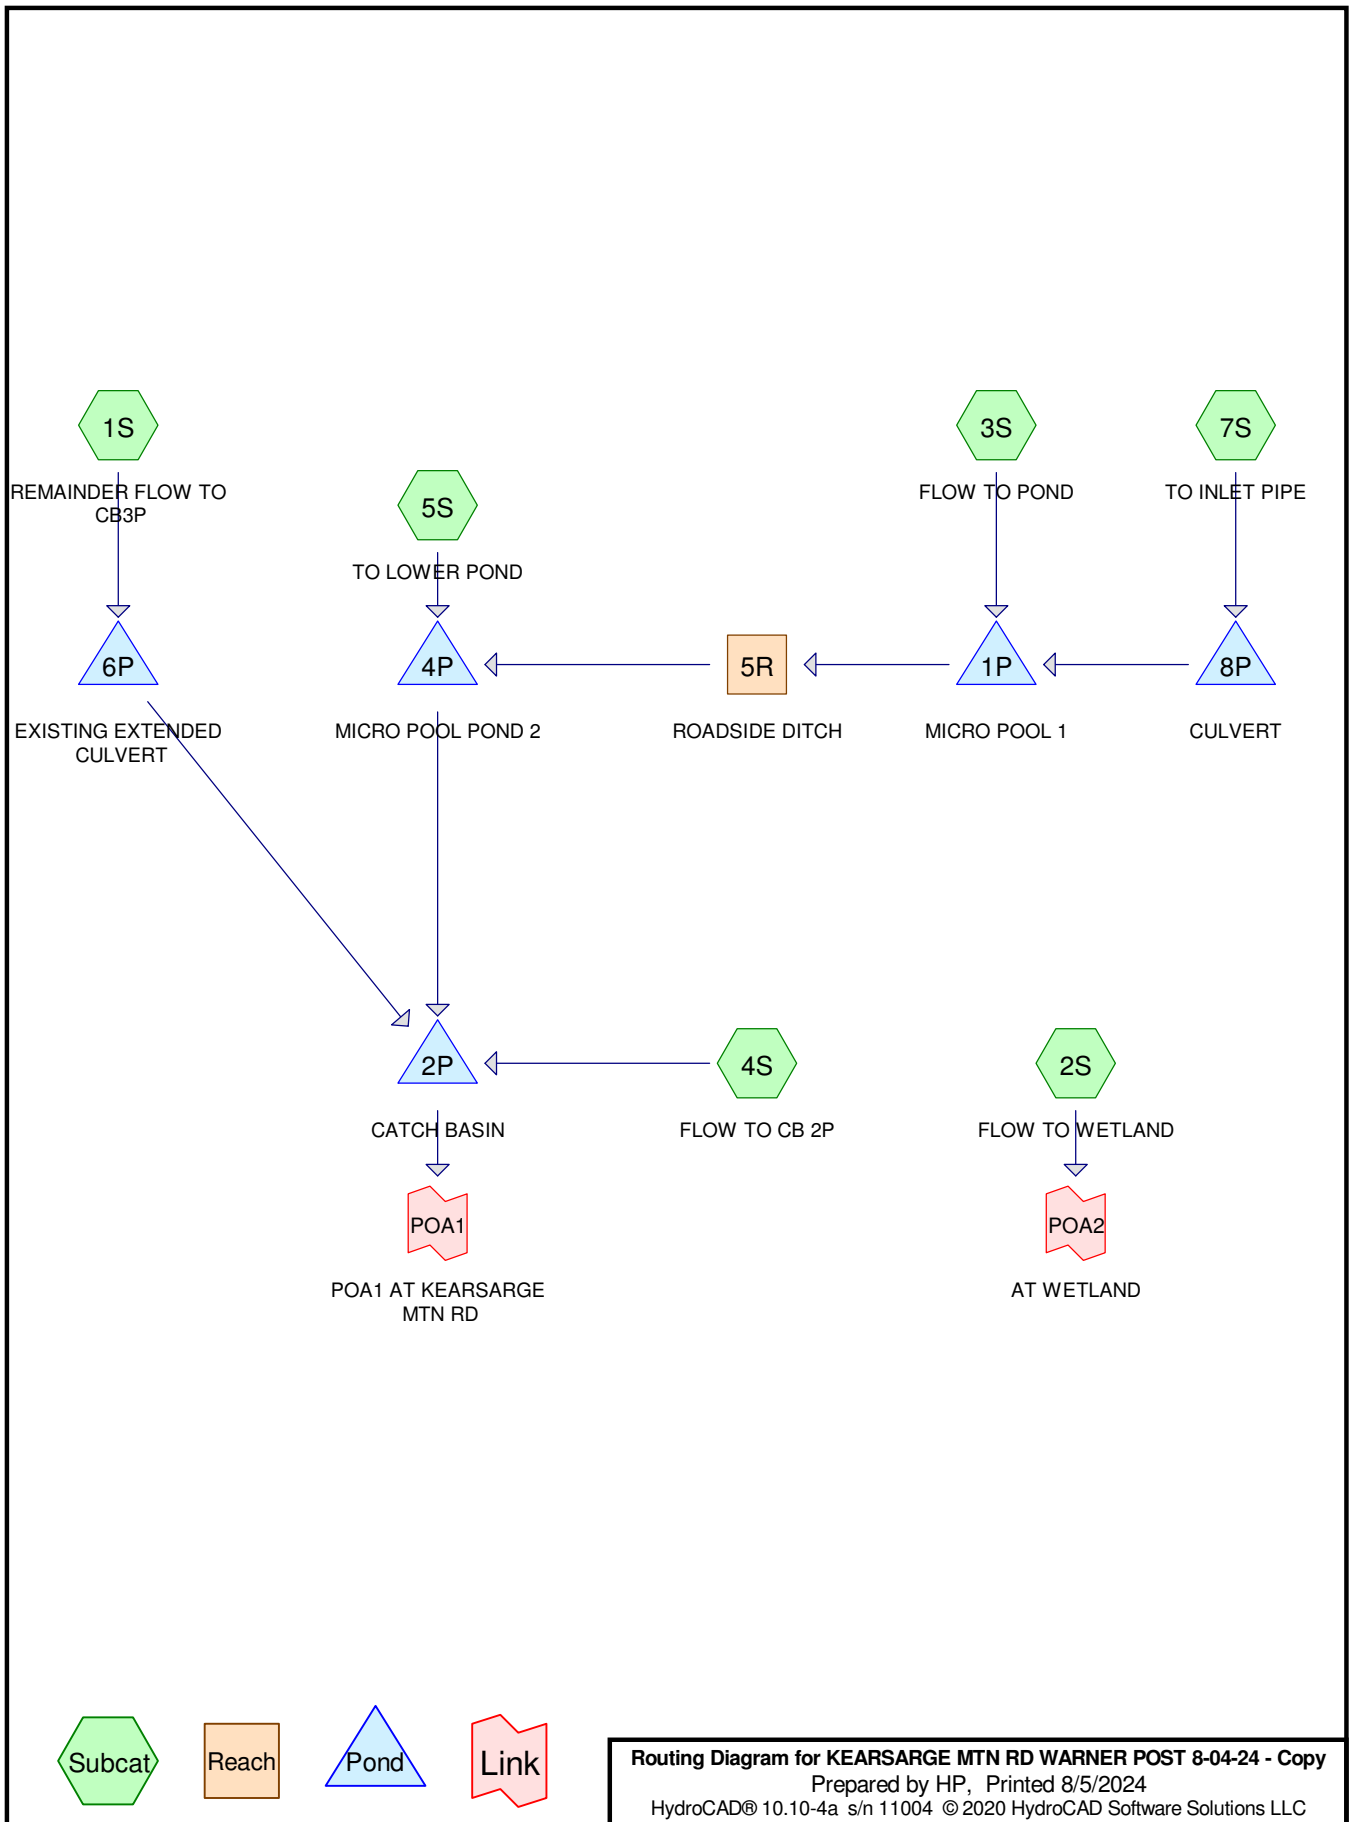 1S
3S
7S
REMAINDER FLOW TO
CB3P
FLOW TO POND
TO INLET PIPE
5S
TO LOWER POND
6P
4P
5R
1P
8P
EXISTING EXTENDED
CULVERT
MICRO POOL POND 2
ROADSIDE DITCH
MICRO POOL 1
CULVERT
2P
4S
2S
CATCH BASIN
FLOW TO CB 2P
FLOW TO WETLAND
POA1
POA2
POA1 AT KEARSARGE
MTN RD
AT WETLAND
Subcat
Reach
Pond
Link
Routing Diagram for KEARSARGE MTN RD WARNER POST 8-04-24 - Copy
Prepared by HP, Printed 8/5/2024
HydroCAD® 10.10-4a s/n 11004 © 2020 HydroCAD Software Solutions LLC